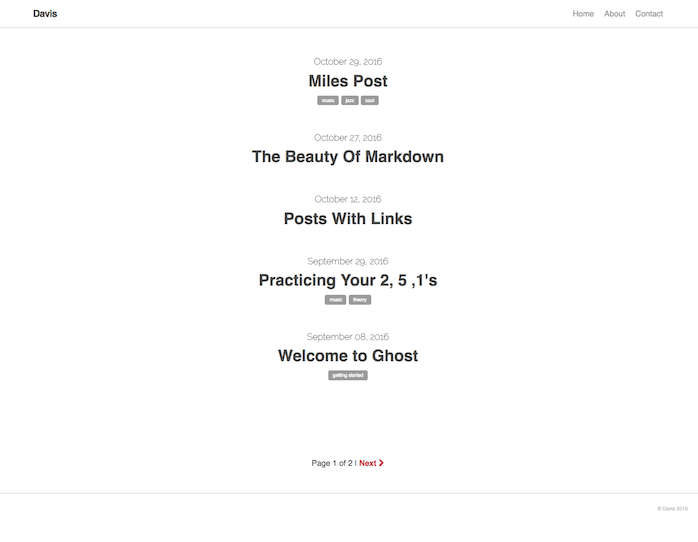 Davis Home About Contact
October 29, 2016
Miles Post
music jazz cool
October 27, 2016
The Beauty Of Markdown
October 12, 2016
Posts With Links
September 29, 2016
Practicing Your 2, 5 ,1's
music theory
September 08, 2016
Welcome to Ghost
getting started
Page 1 of 2 | Next
© Davis 2016